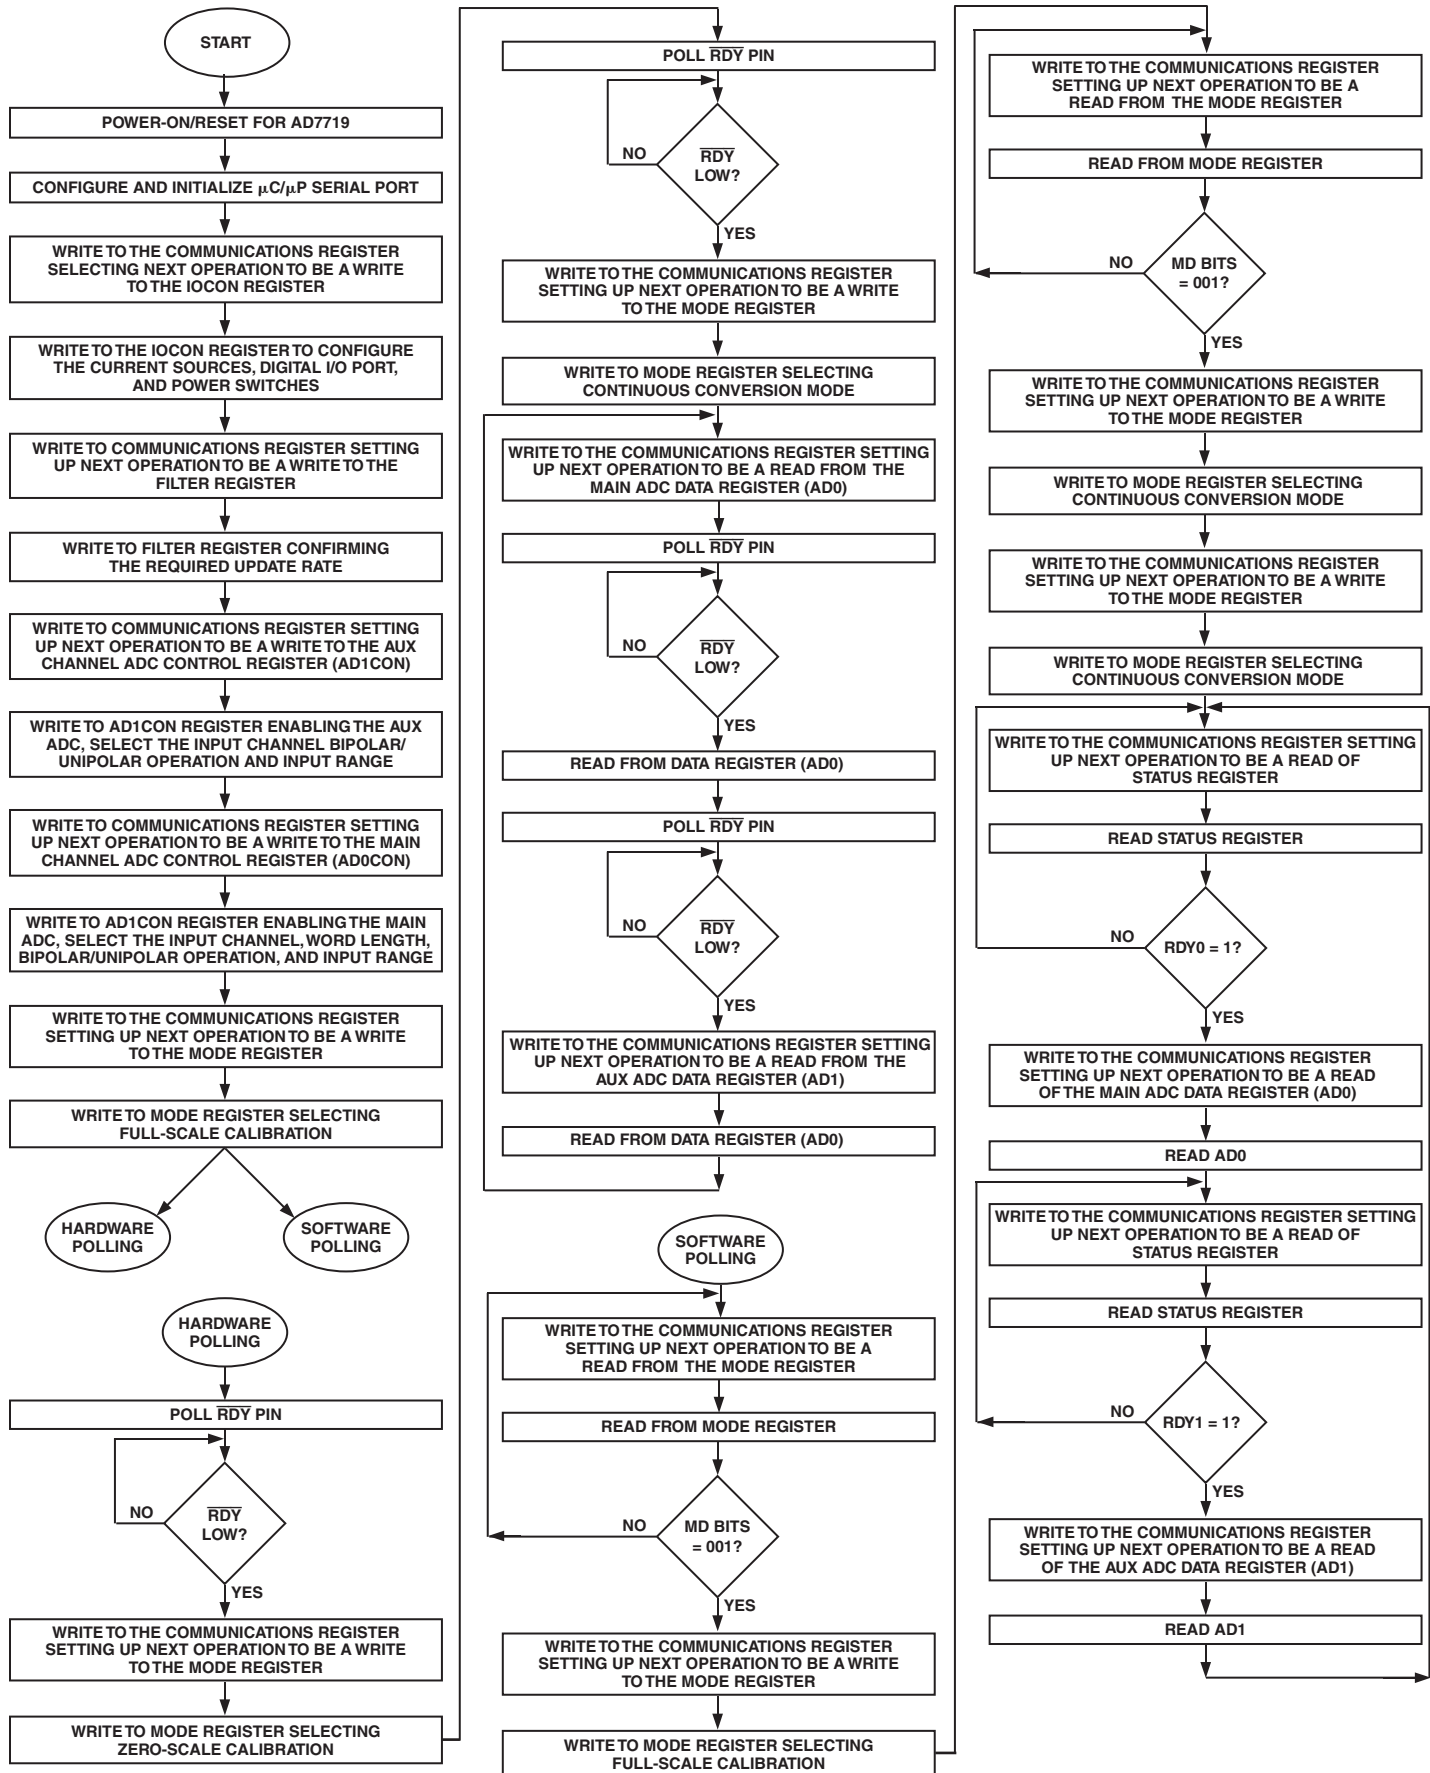 START
POWER-ON/RESET FOR AD7719
CONFIGURE AND INITIALIZE μC/μP SERIAL PORT
WRITE TO THE COMMUNICATIONS REGISTER
SELECTING NEXT OPERATION TO BE A WRITE
TO THE IOCON REGISTER
WRITE TO THE IOCON REGISTER TO CONFIGURE
THE CURRENT SOURCES, DIGITAL I/O PORT,
AND POWER SWITCHES
WRITE TO COMMUNICATIONS REGISTER SETTING
UP NEXT OPERATION TO BE A WRITE TO THE
FILTER REGISTER
WRITE TO FILTER REGISTER CONFIRMING
THE REQUIRED UPDATE RATE
WRITE TO COMMUNICATIONS REGISTER SETTING
UP NEXT OPERATION TO BE A WRITE TO THE AUX
CHANNEL ADC CONTROL REGISTER (AD1CON)
WRITE TO AD1CON REGISTER ENABLING THE AUX
ADC, SELECT THE INPUT CHANNEL BIPOLAR/
UNIPOLAR OPERATION AND INPUT RANGE
WRITE TO COMMUNICATIONS REGISTER SETTING
UP NEXT OPERATION TO BE A WRITE TO THE MAIN
CHANNEL ADC CONTROL REGISTER (AD0CON)
WRITE TO AD1CON REGISTER ENABLING THE MAIN
ADC, SELECT THE INPUT CHANNEL, WORD LENGTH,
BIPOLAR/UNIPOLAR OPERATION, AND INPUT RANGE
WRITE TO THE COMMUNICATIONS REGISTER
SETTING UP NEXT OPERATION TO BE A WRITE
TO THE MODE REGISTER
WRITE TO MODE REGISTER SELECTING
FULL-SCALE CALIBRATION
HARDWARE
POLLING
SOFTWARE
POLLING
HARDWARE
POLLING
POLL RDY PIN
RDY
LOW?
NO
YES
WRITE TO THE COMMUNICATIONS REGISTER
SETTING UP NEXT OPERATION TO BE A WRITE
TO THE MODE REGISTER
WRITE TO MODE REGISTER SELECTING
ZERO-SCALE CALIBRATION
POLL RDY PIN
RDY
LOW?
NO
YES
WRITE TO THE COMMUNICATIONS REGISTER
SETTING UP NEXT OPERATION TO BE A WRITE
TO THE MODE REGISTER
WRITE TO MODE REGISTER SELECTING
CONTINUOUS CONVERSION MODE
WRITE TO THE COMMUNICATIONS REGISTER SETTING
UP NEXT OPERATION TO BE A READ FROM THE
MAIN ADC DATA REGISTER (AD0)
POLL RDY PIN
RDY
LOW?
NO
YES
READ FROM DATA REGISTER (AD0)
POLL RDY PIN
RDY
LOW?
NO
YES
WRITE TO THE COMMUNICATIONS REGISTER SETTING
UP NEXT OPERATION TO BE A READ FROM THE
AUX ADC DATA REGISTER (AD1)
READ FROM DATA REGISTER (AD0)
SOFTWARE
POLLING
WRITE TO THE COMMUNICATIONS REGISTER
SETTING UP NEXT OPERATION TO BE A
READ FROM THE MODE REGISTER
READ FROM MODE REGISTER
MD BITS
= 001?
NO
YES
WRITE TO THE COMMUNICATIONS REGISTER
SETTING UP NEXT OPERATION TO BE A WRITE
TO THE MODE REGISTER
WRITE TO MODE REGISTER SELECTING
FULL-SCALE CALIBRATION
WRITE TO THE COMMUNICATIONS REGISTER
SETTING UP NEXT OPERATION TO BE A
READ FROM THE MODE REGISTER
READ FROM MODE REGISTER
MD BITS
= 001?
NO
YES
WRITE TO THE COMMUNICATIONS REGISTER
SETTING UP NEXT OPERATION TO BE A WRITE
TO THE MODE REGISTER
WRITE TO MODE REGISTER SELECTING
CONTINUOUS CONVERSION MODE
WRITE TO THE COMMUNICATIONS REGISTER
SETTING UP NEXT OPERATION TO BE A WRITE
TO THE MODE REGISTER
WRITE TO MODE REGISTER SELECTING
CONTINUOUS CONVERSION MODE
WRITE TO THE COMMUNICATIONS REGISTER SETTING
UP NEXT OPERATION TO BE A READ OF
STATUS REGISTER
READ STATUS REGISTER
RDY0 = 1?
NO
YES
WRITE TO THE COMMUNICATIONS REGISTER
SETTING UP NEXT OPERATION TO BE A READ
OF THE MAIN ADC DATA REGISTER (AD0)
READ AD0
WRITE TO THE COMMUNICATIONS REGISTER SETTING
UP NEXT OPERATION TO BE A READ OF
STATUS REGISTER
READ STATUS REGISTER
RDY1 = 1?
NO
YES
WRITE TO THE COMMUNICATIONS REGISTER
SETTING UP NEXT OPERATION TO BE A READ
OF THE AUX ADC DATA REGISTER (AD1)
READ AD1